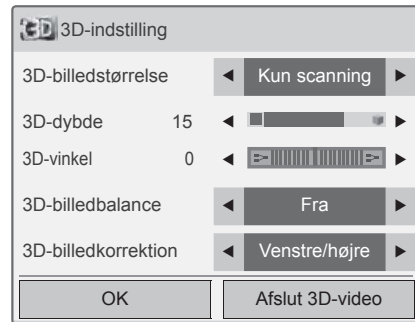 3D 3D-indstilling
3D-billedstørrelse ◄ Kun scanning ►
3D-dybde 15 ◄ ►
3D-vinkel 0 ◄ ►
3D-billedbalance ◄ Fra ►
3D-billedkorrektion ◄ Venstre/højre ►
OK Afslut 3D-video